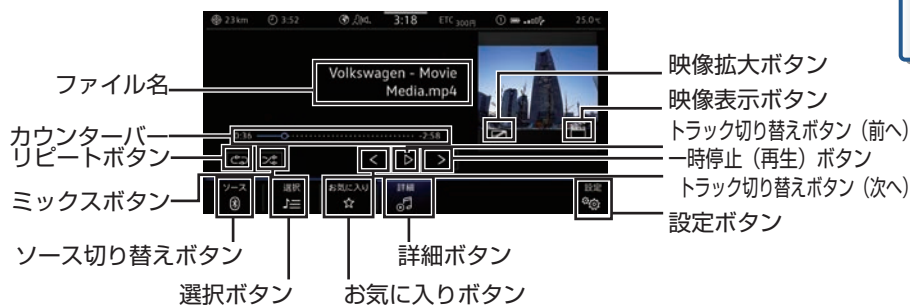 23km
3:52
3:18
ETC 300円
25.0℃
Volkswagen - Movie
Media.mp4
0:36
-2:58
ソース
選択
お気に入り
詳細
設定
ファイル名
カウンターバー
リピートボタン
ミックスボタン
ソース切り替えボタン
選択ボタン
お気に入りボタン
詳細ボタン
映像拡大ボタン
映像表示ボタン
トラック切り替えボタン（前へ）
一時停止（再生）ボタン
トラック切り替えボタン（次へ）
設定ボタン